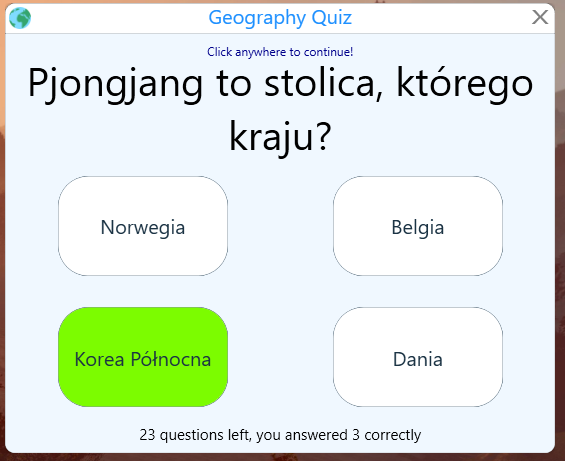 Geography Quiz
Click anywhere to continue!
Pjongjang to stolica, którego
kraju?
Norwegia
Belgia
Korea Północna
Dania
23 questions left, you answered 3 correctly